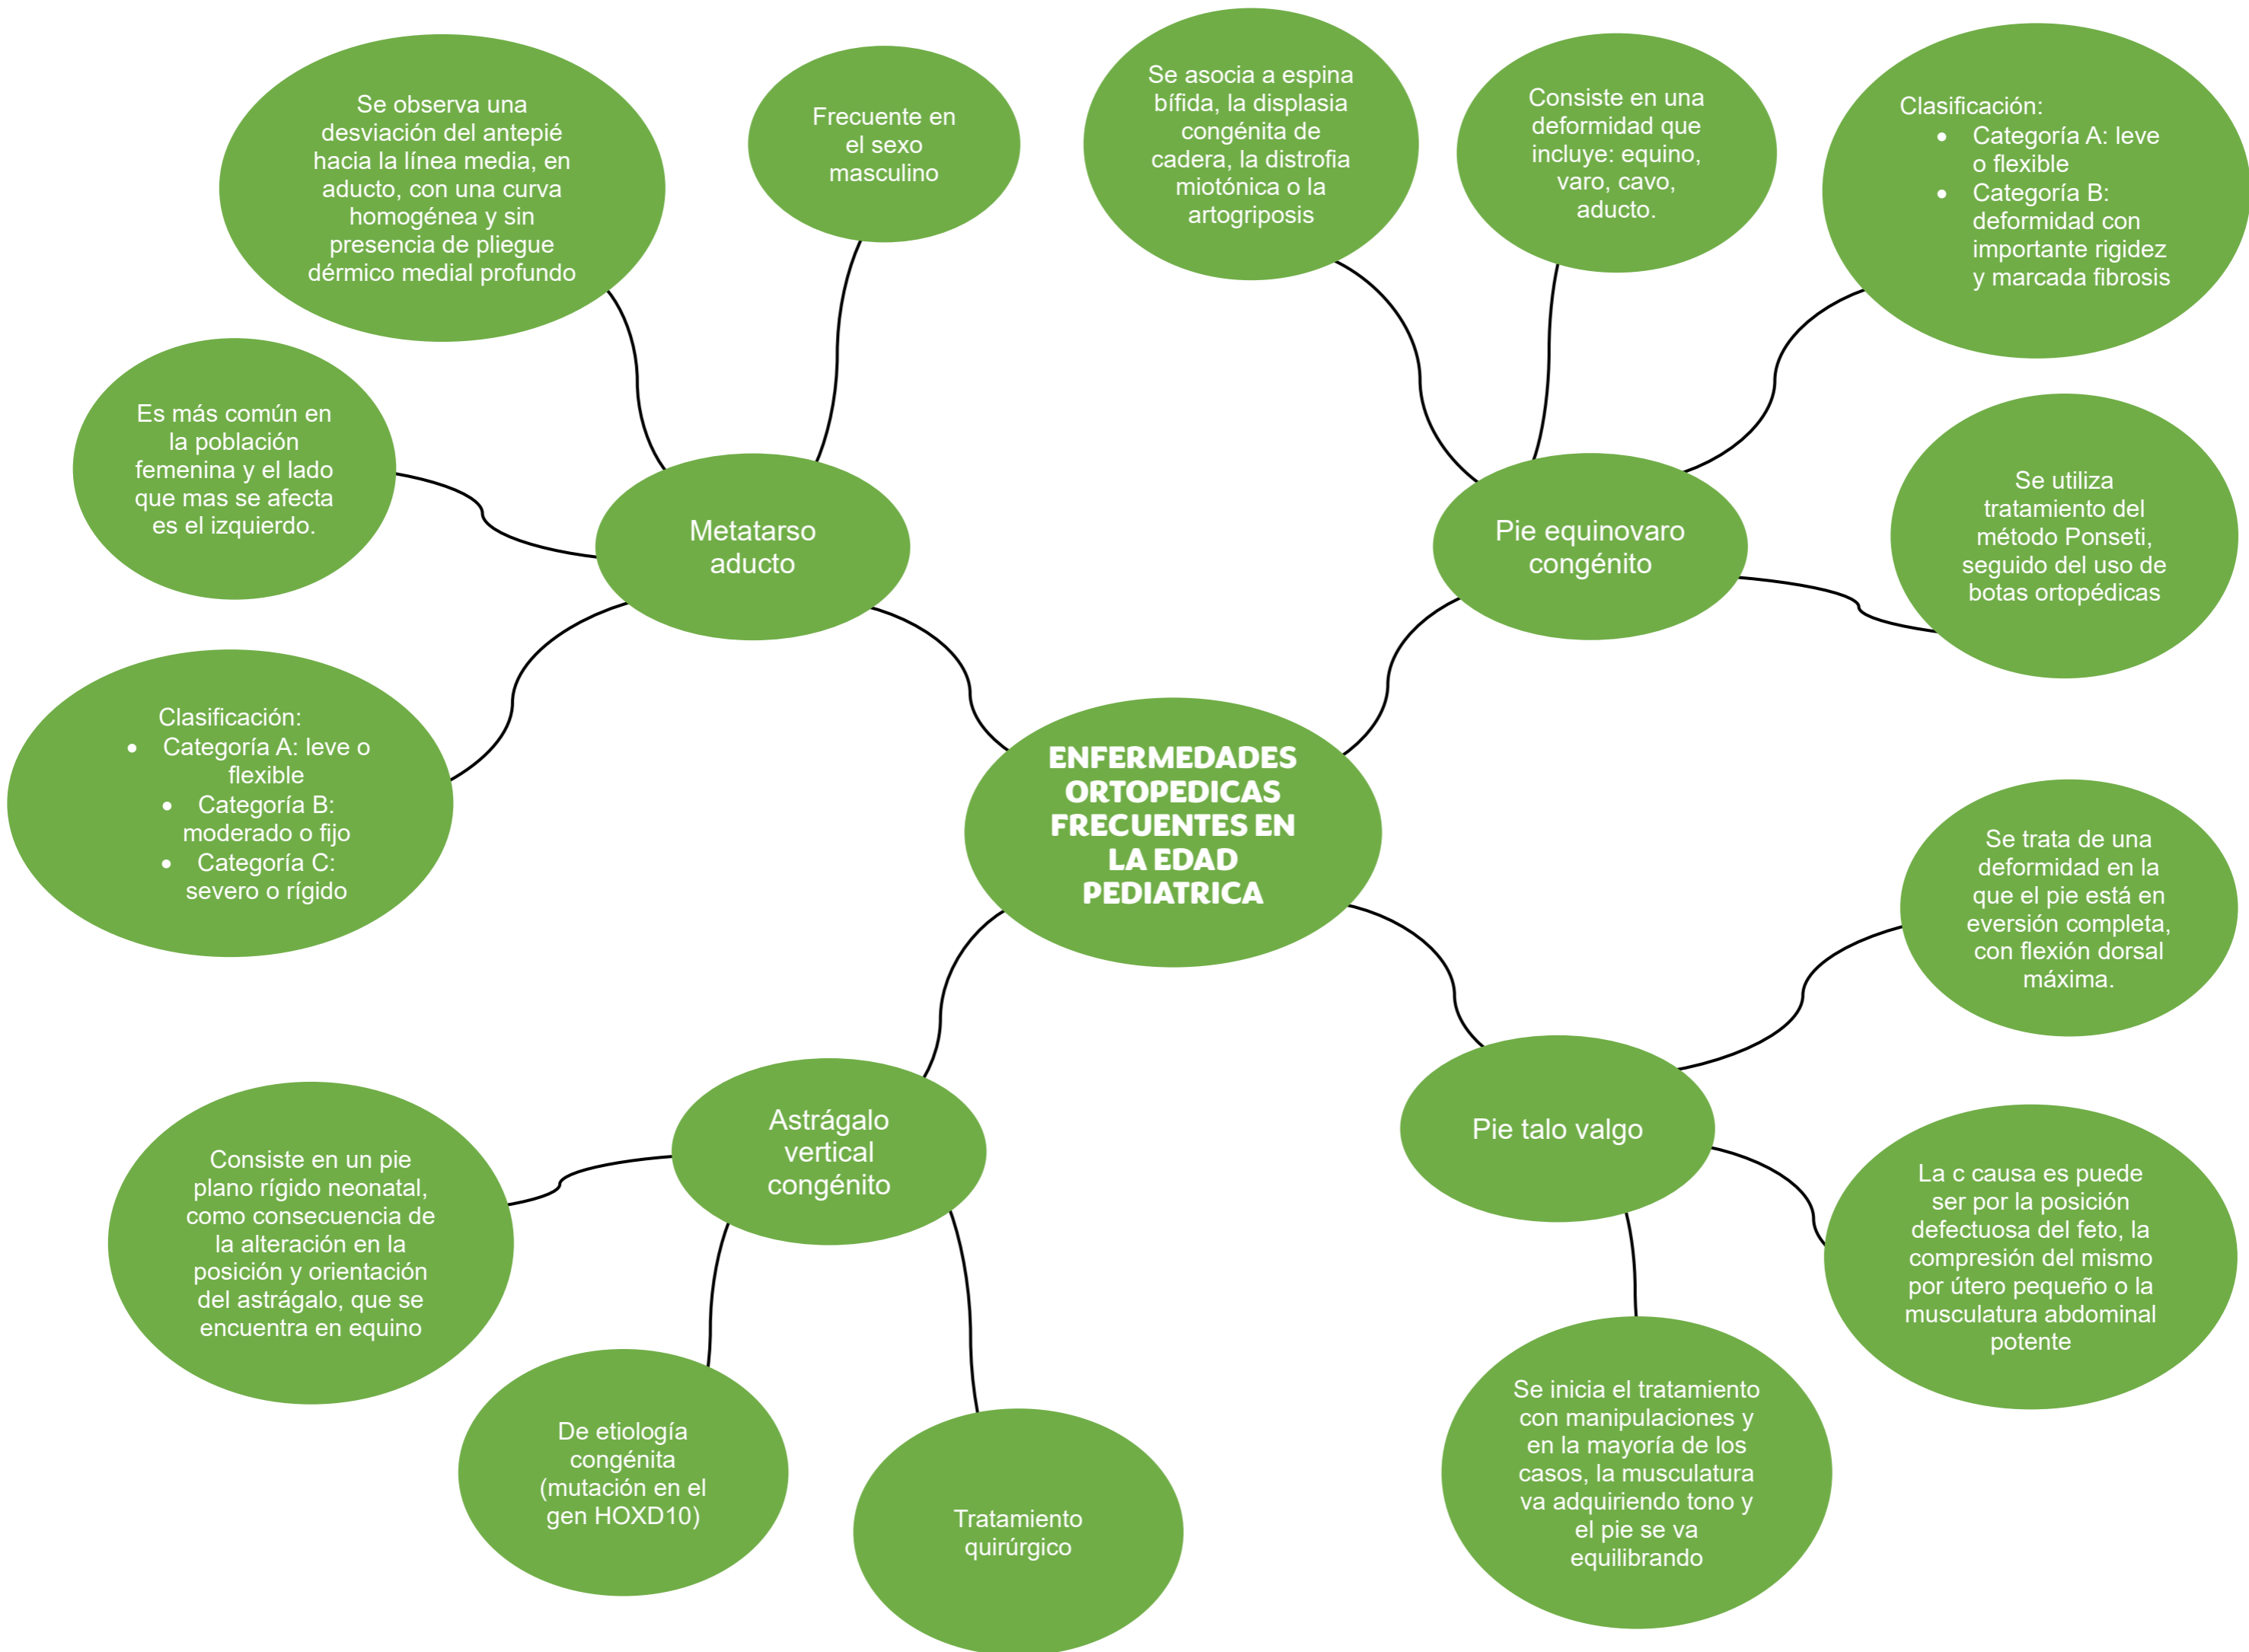 Se observa una
desviación del antepié
hacia la línea media, en
aducto, con una curva
homogénea y sin
presencia de pliegue
dérmico medial profundo
Frecuente en
el sexo
masculino
Se asocia a espina
bífida, la displasia
congénita de
cadera, la distrofia
miotónica o la
artogriposis
Consiste en una
deformidad que
incluye: equino,
varo, cavo,
aducto.
Clasificación:
• Categoría A: leve
o flexible
• Categoría B:
deformidad con
importante rigidez
y marcada fibrosis
Es más común en
la población
femenina y el lado
que mas se afecta
es el izquierdo.
Metatarso
aducto
Pie equinovaro
congénito
Se utiliza
tratamiento del
método Ponseti,
seguido del uso de
botas ortopédicas
Clasificación:
• Categoría A: leve o
flexible
• Categoría B:
moderado o fijo
• Categoría C:
severo o rígido
ENFERMEDADES
ORTOPEDICAS
FRECUENTES EN
LA EDAD
PEDIATRICA
Se trata de una
deformidad en la
que el pie está en
eversión completa,
con flexión dorsal
máxima.
Astrágalo
vertical
congénito
Pie talo valgo
Consiste en un pie
plano rígido neonatal,
como consecuencia de
la alteración en la
posición y orientación
del astrágalo, que se
encuentra en equino
La c causa es puede
ser por la posición
defectuosa del feto, la
compresión del mismo
por útero pequeño o la
musculatura abdominal
potente
De etiología
congénita
(mutación en el
gen HOXD10)
Tratamiento
quirúrgico
Se inicia el tratamiento
con manipulaciones y
en la mayoría de los
casos, la musculatura
va adquiriendo tono y
el pie se va
equilibrando